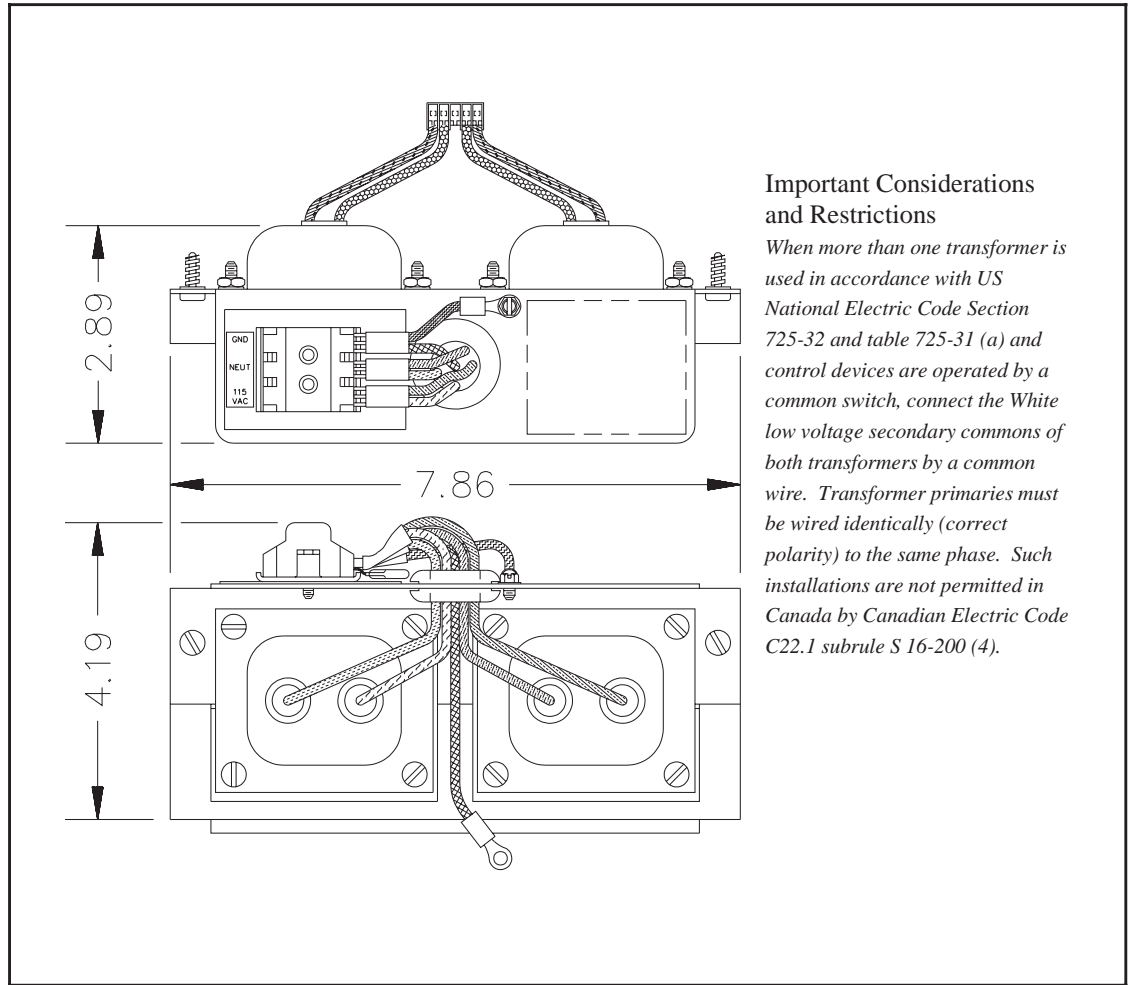 2.89
GND
NEUT
115
VAC
7.86
4.19
Important Considerations
and Restrictions
When more than one transformer is
used in accordance with US
National Electric Code Section
725-32 and table 725-31 (a) and
control devices are operated by a
common switch, connect the White
low voltage secondary commons of
both transformers by a common
wire.  Transformer primaries must
be wired identically (correct
polarity) to the same phase.  Such
installations are not permitted in
Canada by Canadian Electric Code
C22.1 subrule S 16-200 (4).